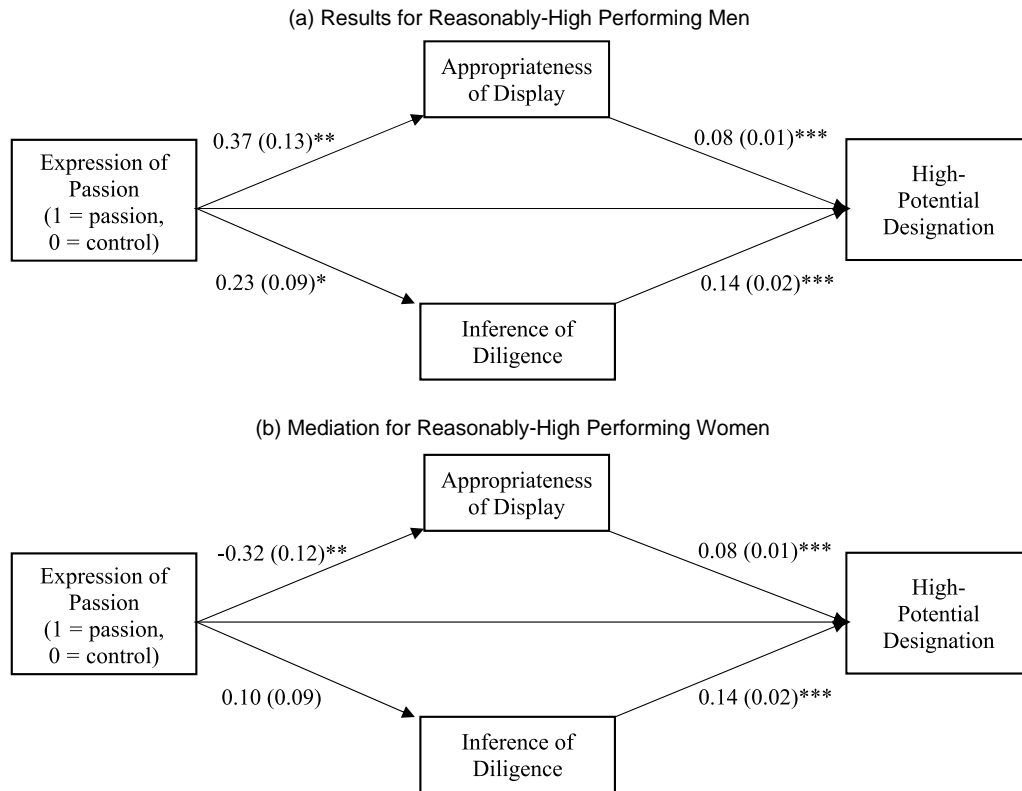 (a) Results for Reasonably-High Performing Men
Appropriateness
of Display
0.37 (0.13)**
0.08 (0.01)***
Expression of
Passion
(1 = passion,
0 = control)
High-
Potential
Designation
0.23 (0.09)*
0.14 (0.02)***
Inference of
Diligence
(b) Mediation for Reasonably-High Performing Women
Appropriateness
of Display
-0.32 (0.12)**
0.08 (0.01)***
Expression of
Passion
(1 = passion,
0 = control)
High-
Potential
Designation
0.10 (0.09)
0.14 (0.02)***
Inference of
Diligence